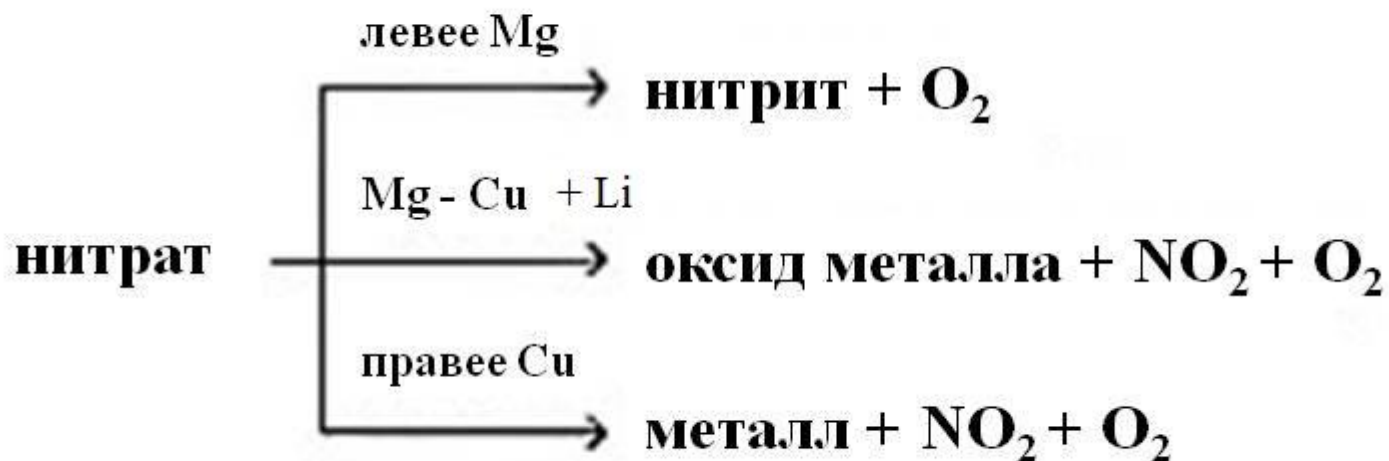 левее Mg
нитрит + O₂
Mg - Cu + Li
нитрат
оксид металла + NO₂ + O₂
правее Cu
металл + NO₂ + O₂